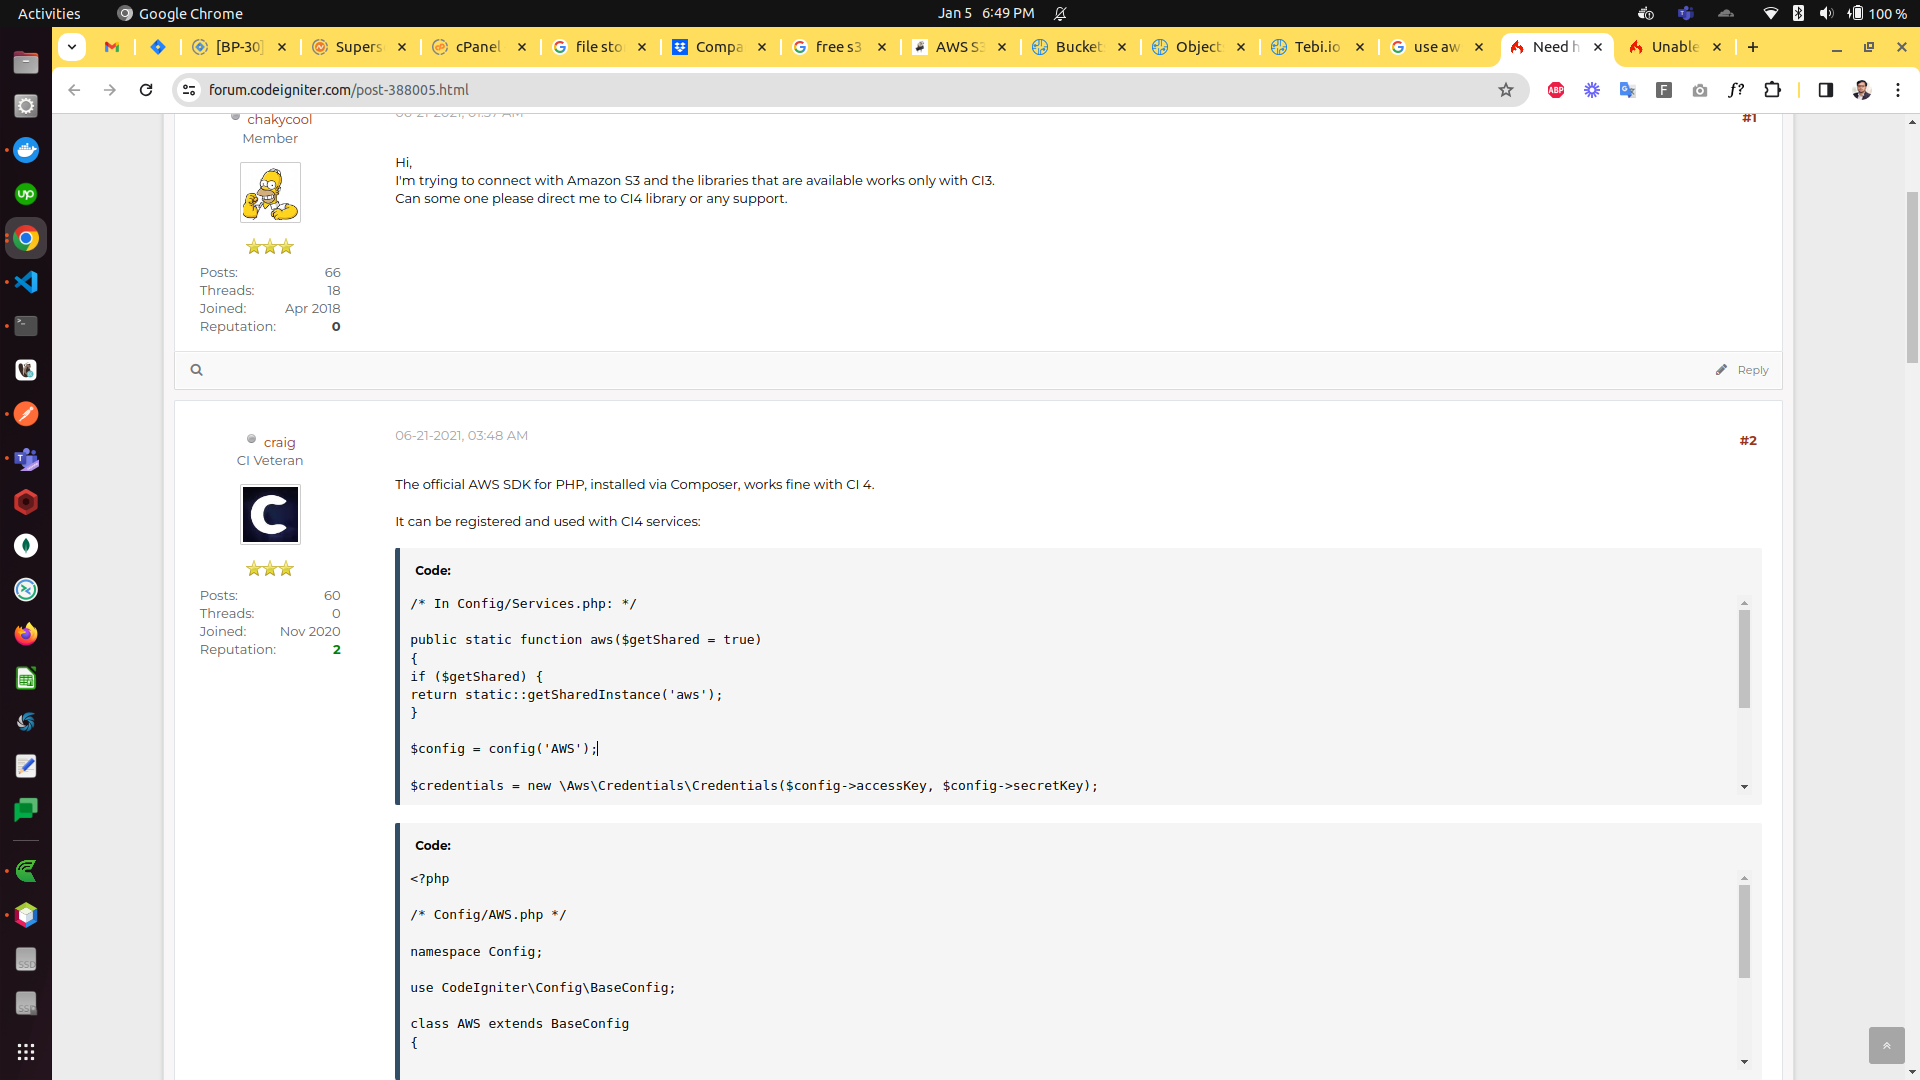 Activities
Google Chrome
Jan 5 6:49 PM
100 %
[BP-30]
Supers
cPanel
file sto
Compa
free s3
AWS S3
Bucket
Object
Tebi.io
use aw
Need h
Unable
forum.codeigniter.com/post-388005.html
chakycool
06-21-2021, 01:37 AM
#1
Member
Hi,
I'm trying to connect with Amazon S3 and the libraries that are available works only with CI3.
Can some one please direct me to CI4 library or any support.
Posts: 66
Threads: 18
Joined: Apr 2018
Reputation: 0
Reply
craig
CI Veteran
06-21-2021, 03:48 AM
#2
The official AWS SDK for PHP, installed via Composer, works fine with CI 4.
It can be registered and used with CI4 services:
Posts: 60
Threads: 0
Joined: Nov 2020
Reputation: 2
Code:
/* In Config/Services.php: */
public static function aws($getShared = true)
{
if ($getShared) {
return static::getSharedInstance('aws');
}
$config = config('AWS');
$credentials = new \Aws\Credentials\Credentials($config->accessKey, $config->secretKey);
Code:
<?php
/* Config/AWS.php */
namespace Config;
use CodeIgniter\Config\BaseConfig;
class AWS extends BaseConfig
{